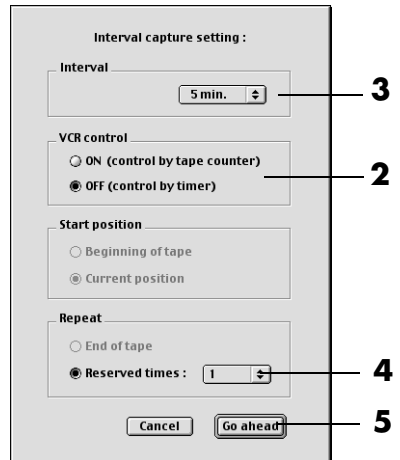 Interval capture setting :
Interval
5 min.
3
VCR control
ON (control by tape counter)
OFF (control by timer)
2
Start position
Beginning of tape
Current position
Repeat
End of tape
Reserved times : 1
4
Cancel Go ahead
5